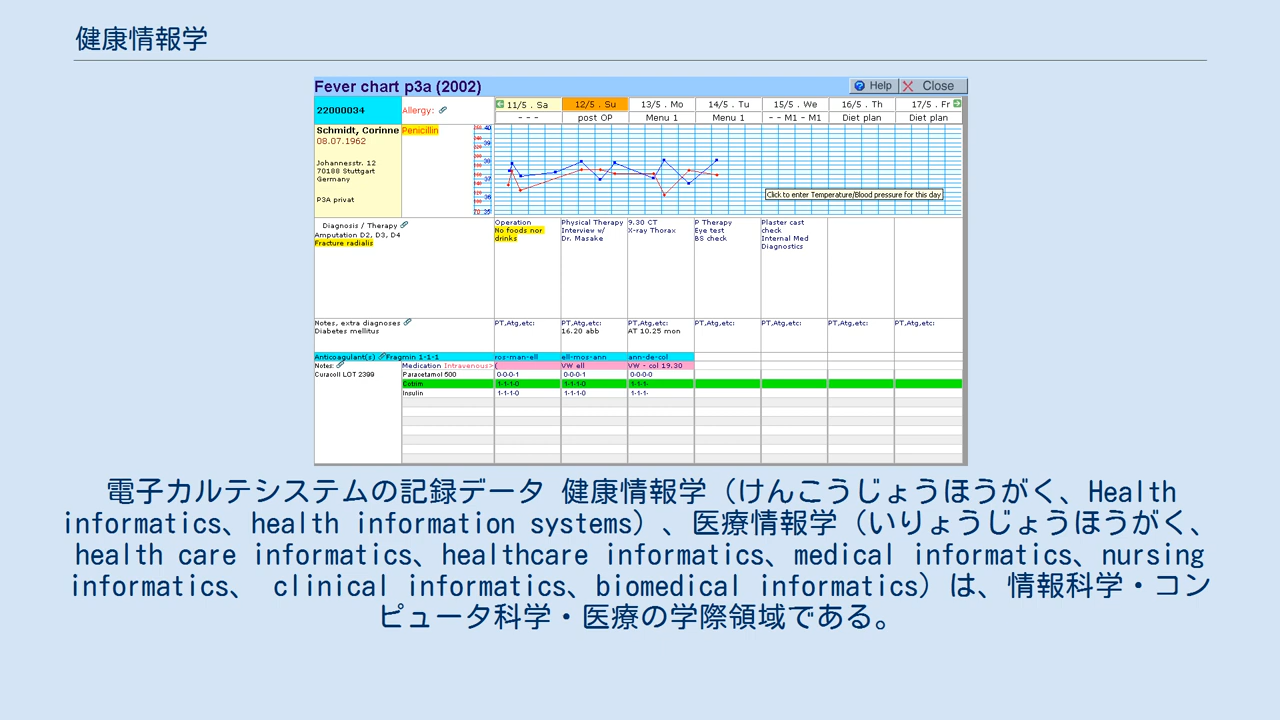 健康情報学
Fever chart p3a (2002)
Help
Close
22000034
Allergy:
11/5 . Sa
12/5 . Su
13/5 . Mo
14/5 . Tu
15/5 . We
16/5 . Th
17/5 . Fr
- - -
post OP
Menu 1
Menu 1
- - M1 - M1
Diet plan
Diet plan
Schmidt, Corinne
Penicillin
08.07.1962
Johannesstr. 12
70188 Stuttgart
Germany
P3A privat
40
39
38
37
36
70 35
Click to enter Temperature/Blood pressure for this day
Diagnosis / Therapy
Amputation D2, D3, D4
Fracture radialis
Operation
No foods nor
drinks
Physical Therapy
Interview w/
Dr. Masake
9.30 CT
X-ray Thorax
P Therapy
Eye test
BS check
Plaster cast
check
Internal Med
Diagnostics
Notes, extra diagnoses
Diabetes mellitus
PT,Atg,etc:
PT,Atg,etc:
16.20 abb
PT,Atg,etc:
AT 10.25 mon
PT,Atg,etc:
PT,Atg,etc:
PT,Atg,etc:
PT,Atg,etc:
Anticoagulant(s) Fragmin 1-1-1
ros-man-ell
ell-mos-ann
ann-de-col
Notes:
Medication Intravenous>
(
VW ell
VW - col 19.30
Curacoll LOT 2399
Paracetamol 500
0-0-0-1
0-0-0-1
0-0-0-0
Cotrim
1-1-1-0
1-1-1-0
1-1-1-
Insulin
1-1-1-0
1-1-1-0
1-1-1-
電子カルテシステムの記録データ 健康情報学（けんこうじょうほうがく、Health
informatics、health information systems）、医療情報学（いりょうじょうほうがく、
health care informatics、healthcare informatics、medical informatics、nursing
informatics、 clinical informatics、biomedical informatics）は、情報科学・コン
ピュータ科学・医療の学際領域である。